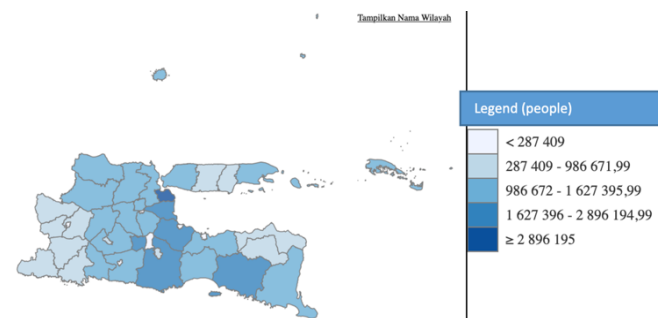 Tampilkan Nama Wilayah
Legend (people)
< 287 409
287 409 - 986 671,99
986 672 - 1 627 395,99
1 627 396 - 2 896 194,99
≥ 2 896 195